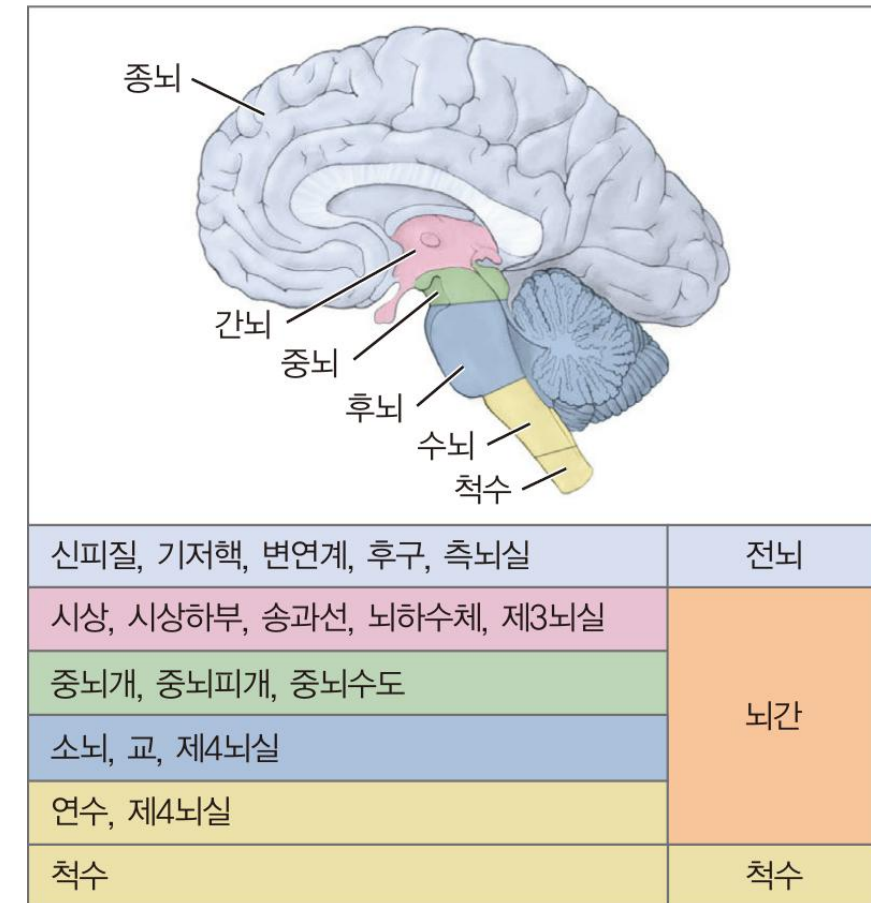 종뇌
간뇌
중뇌
후뇌
수뇌
척수
신피질, 기저핵, 변연계, 후구, 측뇌실
전뇌
시상, 시상하부, 송과선, 뇌하수체, 제3뇌실
중뇌개, 중뇌피개, 중뇌수도
뇌간
소뇌, 교, 제4뇌실
연수, 제4뇌실
척수
척수